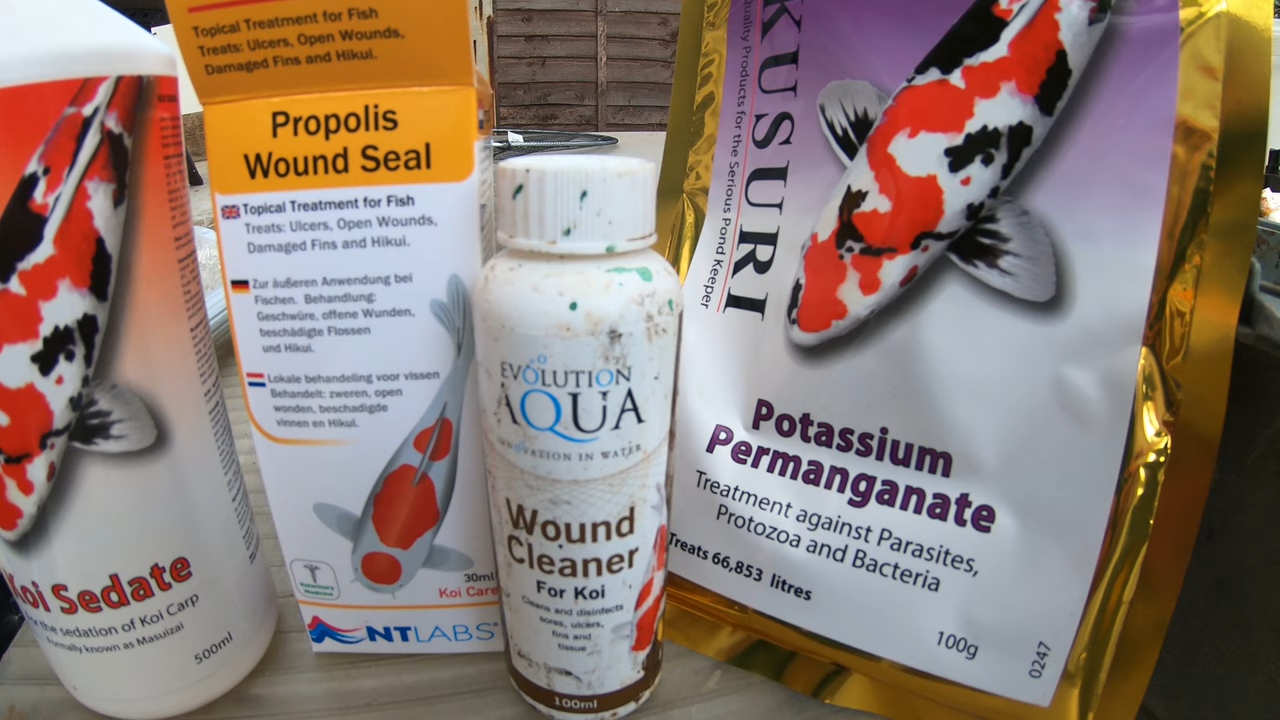 Koi Sedate
the sedation of Koi Carp
formally known as Masuizai
500ml
Topical Treatment for Fish
Treats: Ulcers, Open Wounds,
Damaged Fins and Hikui.
Propolis
Wound Seal
Topical Treatment for Fish
Treats: Ulcers, Open Wounds,
Damaged Fins and Hikui.
Zur äußeren Anwendung bei
Fischen. Behandlung:
Geschwüre, offene Wunden,
beschädigte Flossen
und Hikui.
Lokale behandeling voor vissen
Behandelt: zweren, open
wonden, beschadigde
vinnen en Hikui.
Veterinary
Medicine
30ml
Koi Care
NTLABS
EVOLUTION
AQUA
INNOVATION IN WATER
Wound
Cleaner
For Koi
Cleans and disinfects
sores, ulcers,
fins and
tissue
100ml
KUSURI
Quality Products for the Serious Pond Keeper
Potassium
Permanganate
Treatment against Parasites,
Protozoa and Bacteria
Treats 66,853 litres
100g
0247